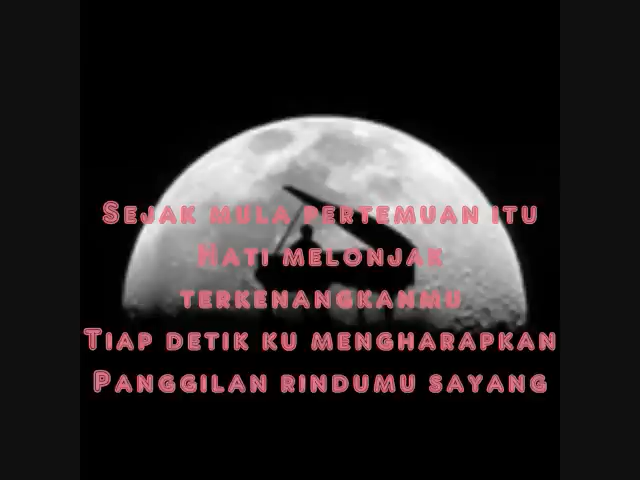 Sejak mula pertemuan itu
Hati melonjak
terkenangkanmu
Tiap detik ku mengharapkan
Panggilan rindumu sayang